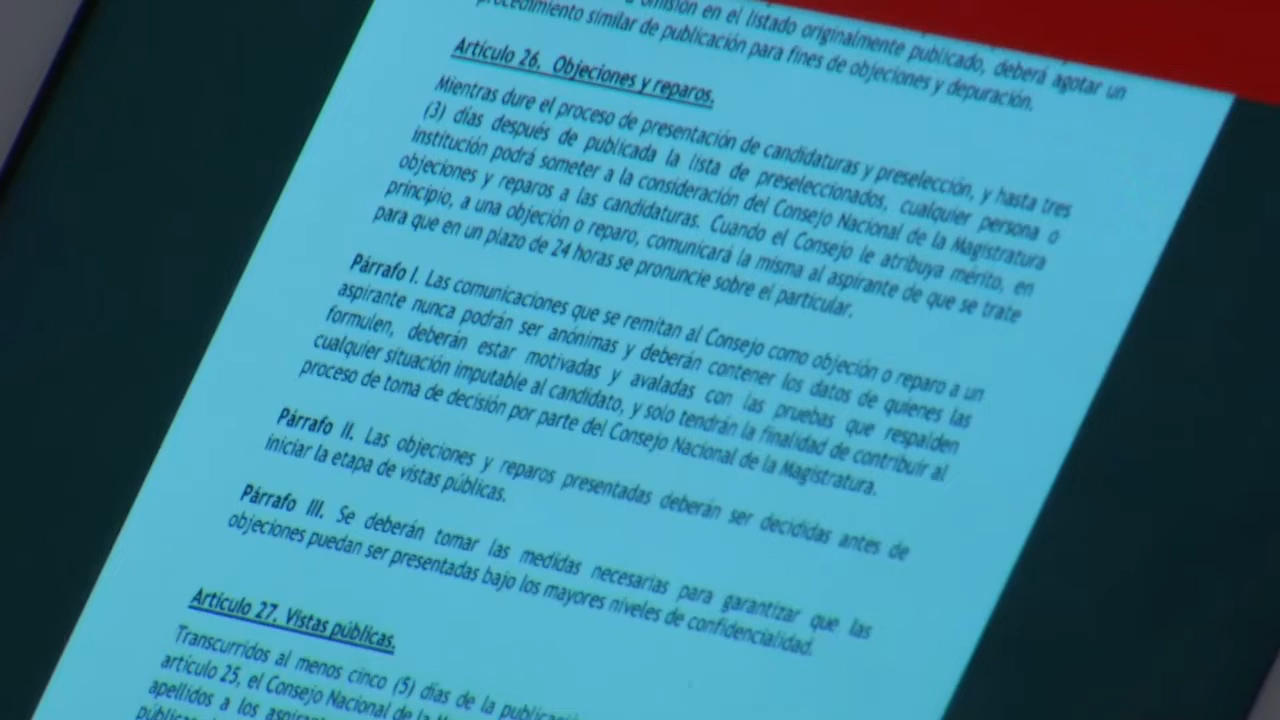 omisión en el listado originalmente publicado, deberá agotar un
procedimiento similar de publicación para fines de objeciones y depuración.
Artículo 26. Objeciones y reparos.
Mientras dure el proceso de presentación de candidaturas y preselección, y hasta tres
(3) días después de publicada la lista de preseleccionados, cualquier persona o
institución podrá someter a la consideración del Consejo Nacional de la Magistratura
objeciones y reparos a las candidaturas. Cuando el Consejo le atribuya mérito, en
principio, a una objeción o reparo, comunicará la misma al aspirante de que se trate
para que en un plazo de 24 horas se pronuncie sobre el particular.
Párrafo I. Las comunicaciones que se remitan al Consejo como objeción o reparo a un
aspirante nunca podrán ser anónimas y deberán contener los datos de quienes las
formulen, deberán estar motivadas y avaladas con las pruebas que respalden
cualquier situación imputable al candidato, y solo tendrán la finalidad de contribuir al
proceso de toma de decisión por parte del Consejo Nacional de la Magistratura.
Párrafo II. Las objeciones y reparos presentadas deberán ser decididas antes de
iniciar la etapa de vistas públicas.
Párrafo III. Se deberán tomar las medidas necesarias para garantizar que las
objeciones puedan ser presentadas bajo los mayores niveles de confidencialidad.
Artículo 27. Vistas públicas.
Transcurridos al menos cinco (5) días de la
artículo 25, el Consejo Nacional de la
apellidos a los